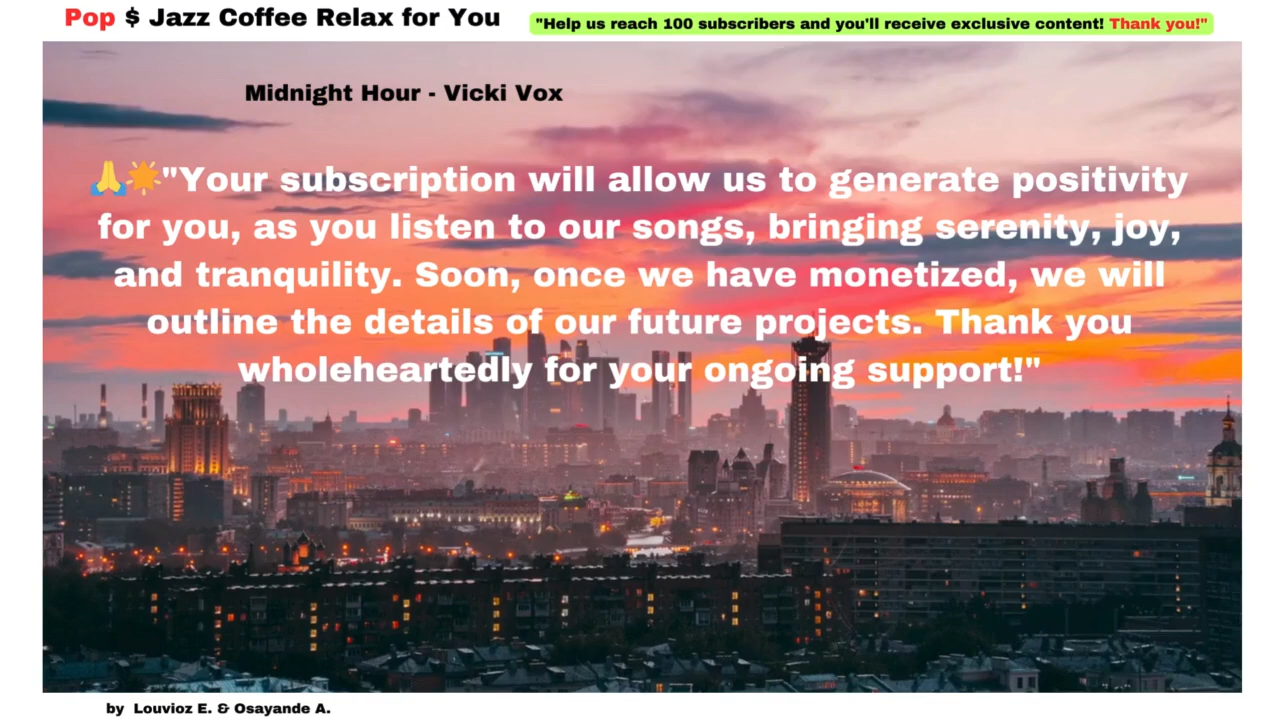 Pop $ Jazz Coffee Relax for You
"Help us reach 100 subscribers and you'll receive exclusive content! Thank you!"
Midnight Hour - Vicki Vox
🙏🌟"Your subscription will allow us to generate positivity
for you, as you listen to our songs, bringing serenity, joy,
and tranquility. Soon, once we have monetized, we will
outline the details of our future projects. Thank you
wholeheartedly for your ongoing support!"
by Louvioz E. & Osayande A.